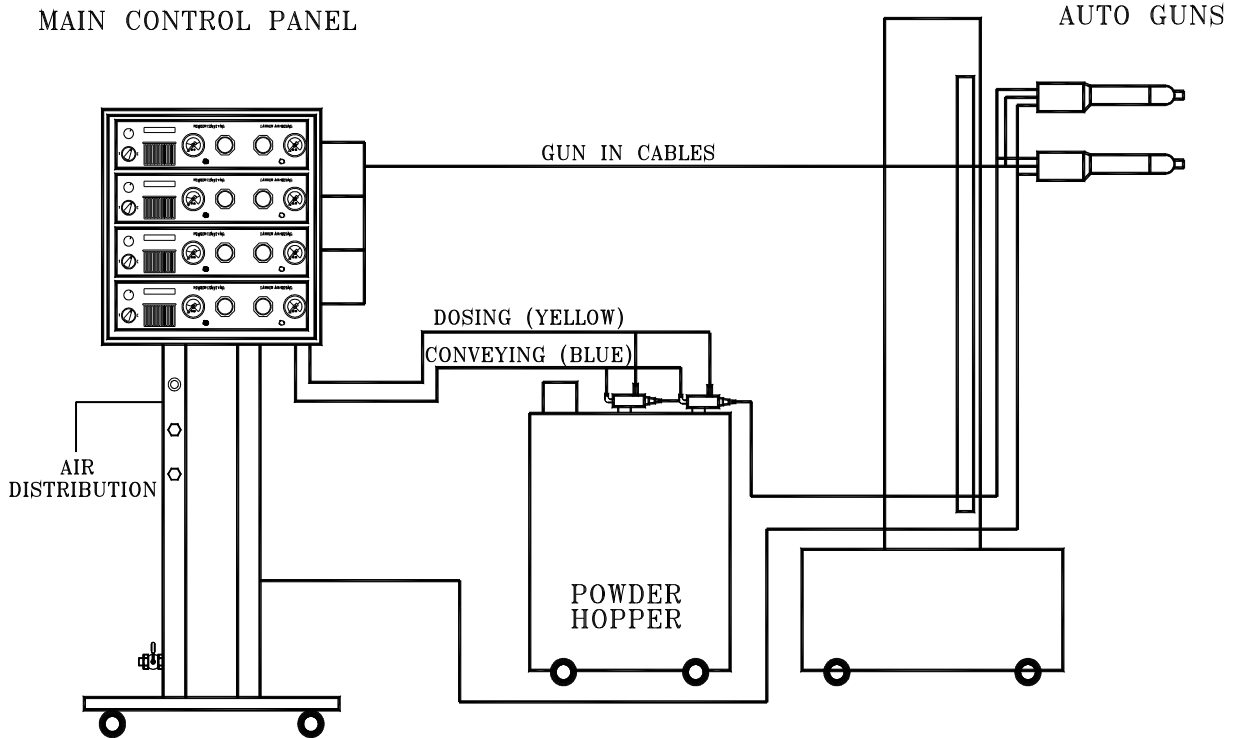 MAIN CONTROL PANEL
AUTO GUNS
GUN IN CABLES
DOSING (YELLOW)
CONVEYING (BLUE)
AIR
DISTRIBUTION
POWDER
HOPPER